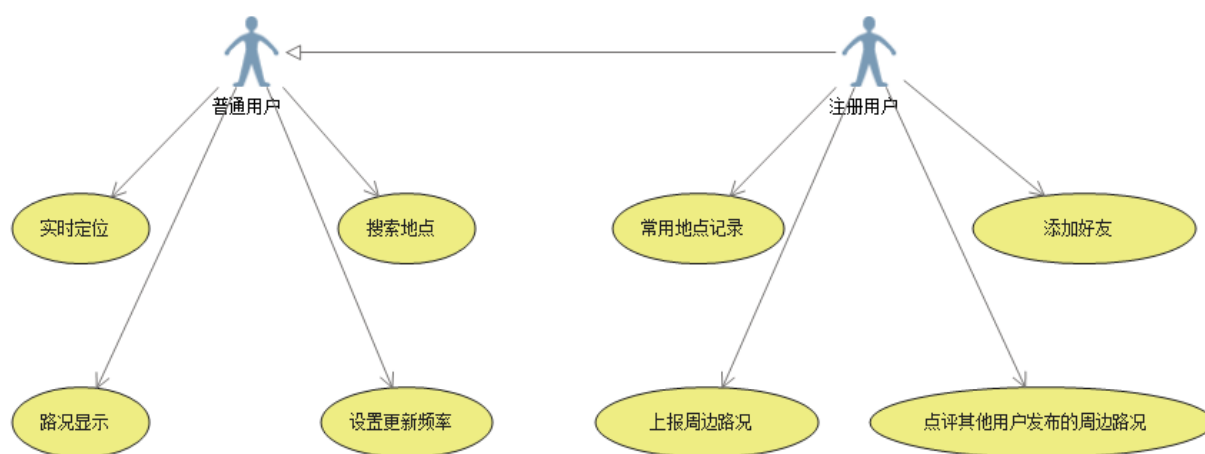 普通用户
注册用户
实时定位
搜索地点
常用地点记录
添加好友
路况显示
设置更新频率
上报周边路况
点评其他用户发布的周边路况